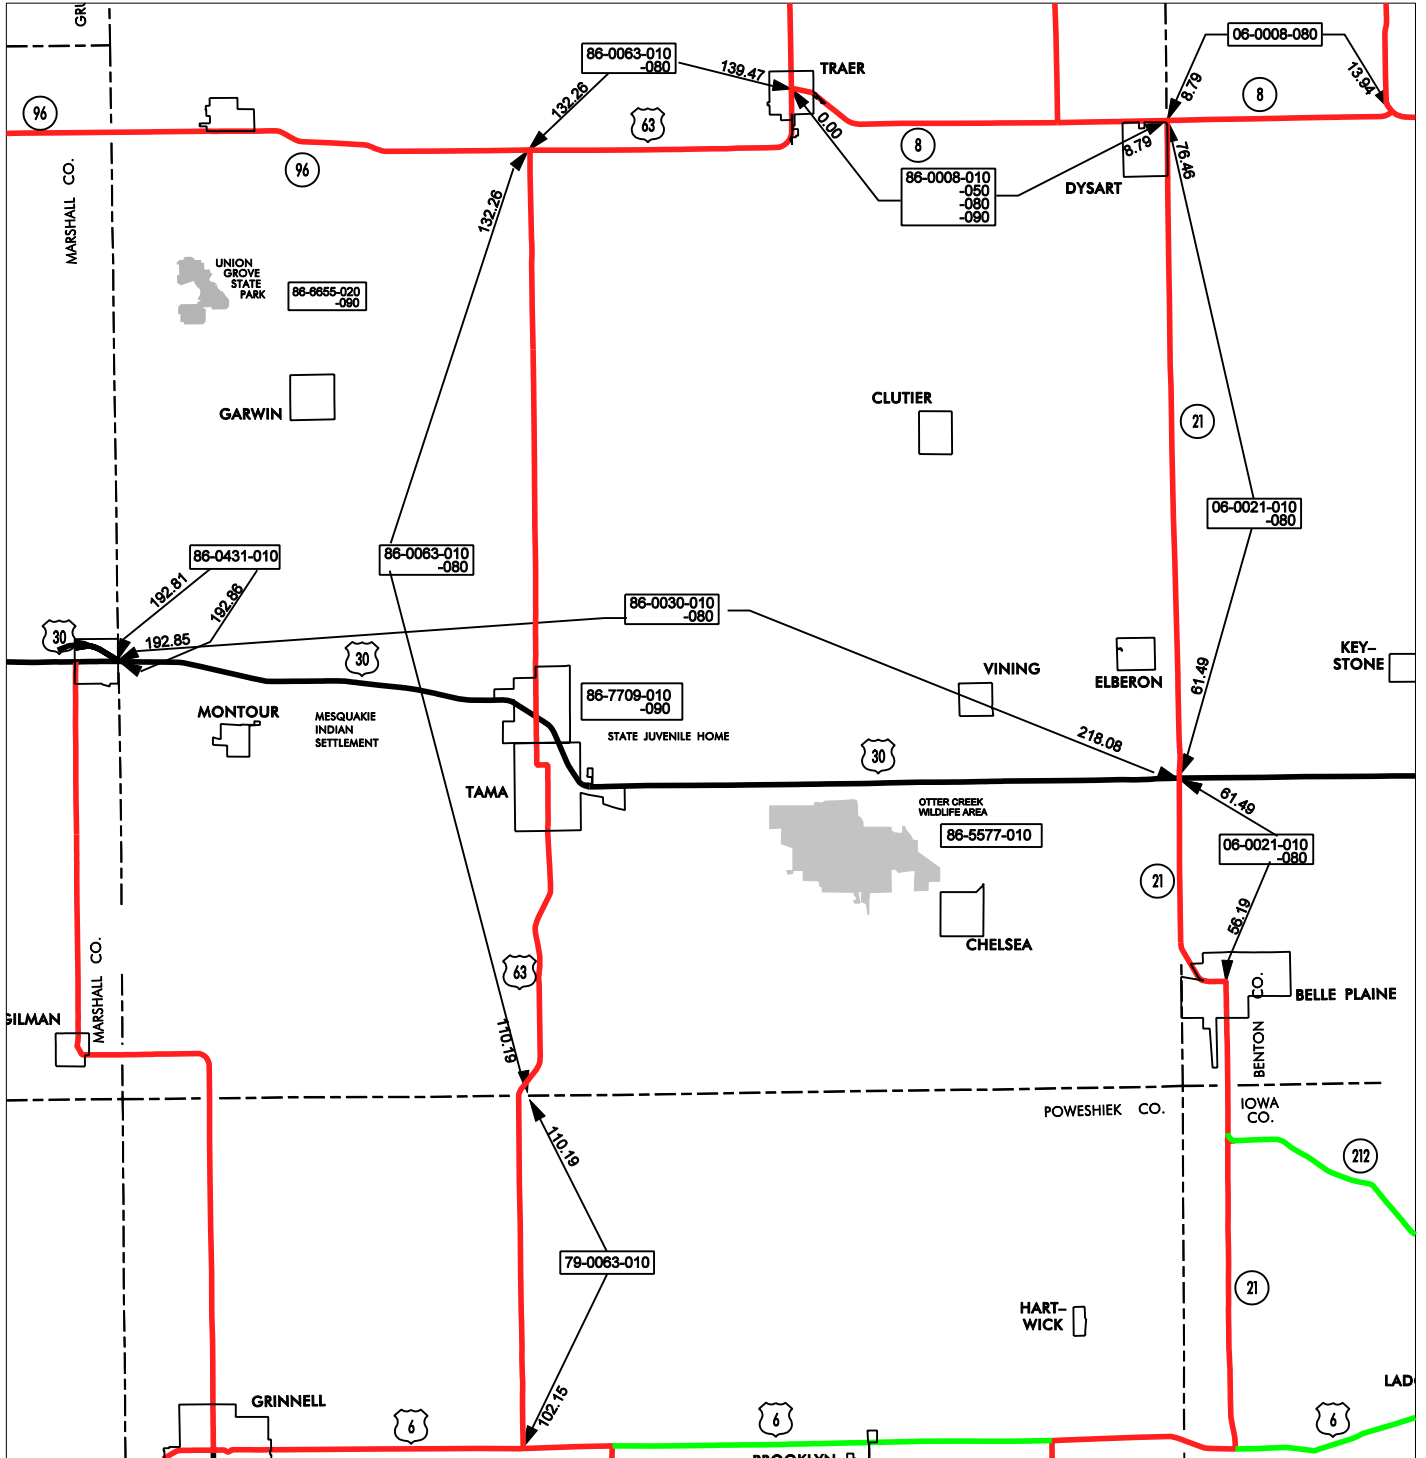 GRU
86-0063-010
-080
139.47
132.26
TRAER
06-0008-080
8.79
13.94
96
63
8
0.00
8
8.79
76.46
96
86-0008-010
-050
-080
-090
DYSART
MARSHALL CO.
132.26
UNION
GROVE
STATE
PARK
86-6655-020
-090
GARWIN
CLUTIER
21
06-0021-010
-080
86-0431-010
86-0063-010
-080
192.81
192.86
86-0030-010
-080
30
192.85
30
VINING
ELBERON
KEY-
STONE
61.49
MONTOUR
MESQUAKIE
INDIAN
SETTLEMENT
86-7709-010
-090
STATE JUVENILE HOME
218.08
30
TAMA
OTTER CREEK
WILDLIFE AREA
86-5577-010
61.49
06-0021-010
-080
21
56.19
CHELSEA
63
MARSHALL CO.
BELLE PLAINE
GILMAN
110.19
BENTON CO.
POWESHIEK CO.
IOWA
CO.
110.19
212
79-0063-010
21
HART-
WICK
102.15
GRINNELL
6
6
6
LADO
BROOKLYN